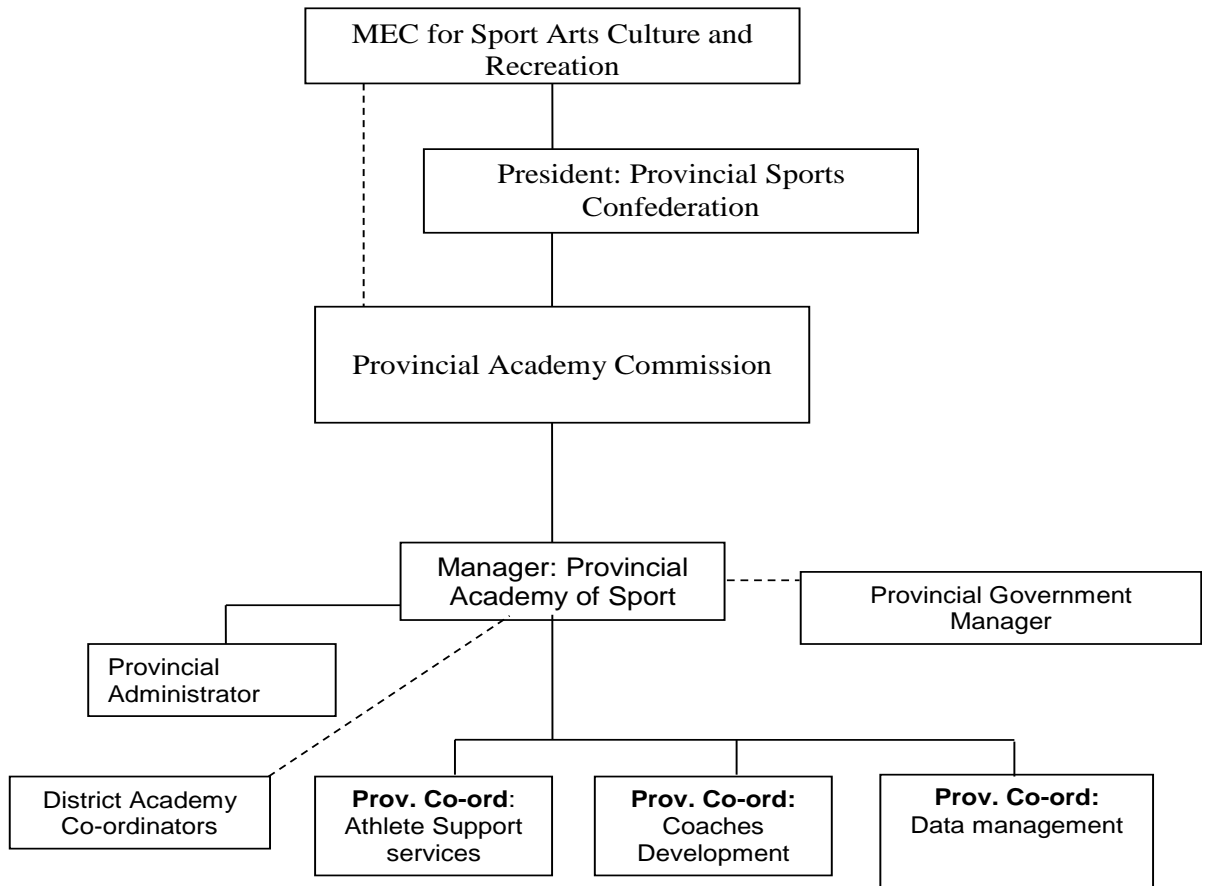 MEC for Sport Arts Culture and
Recreation
President: Provincial Sports
Confederation
Provincial Academy Commission
Manager: Provincial
Academy of Sport
Provincial Government
Manager
Provincial
Administrator
District Academy
Co-ordinators
Prov. Co-ord:
Athlete Support
services
Prov. Co-ord:
Coaches
Development
Prov. Co-ord:
Data management